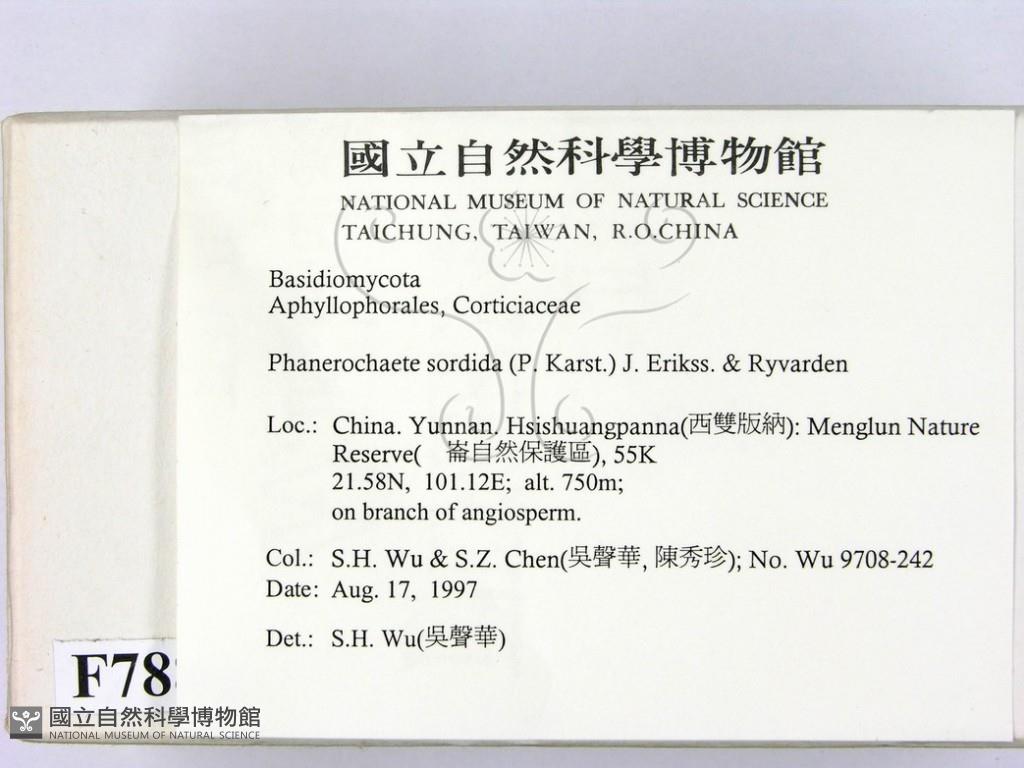 國立自然科學博物館
NATIONAL MUSEUM OF NATURAL SCIENCE
TAICHUNG, TAIWAN, R.O.CHINA
Basidiomycota
Aphyllophorales, Corticiaceae
Phanerochaete sordida (P. Karst.) J. Erikss. & Ryvarden
Loc.: China. Yunnan. Hsishuangpanna(西雙版納): Menglun Nature
Reserve( 崙自然保護區), 55K
21.58N, 101.12E; alt. 750m;
on branch of angiosperm.
Col.: S.H. Wu & S.Z. Chen(吳聲華, 陳秀珍); No. Wu 9708-242
Date: Aug. 17, 1997
Det.: S.H. Wu(吳聲華)
國立自然科學博物館
NATIONAL MUSEUM OF NATURAL SCIENCE